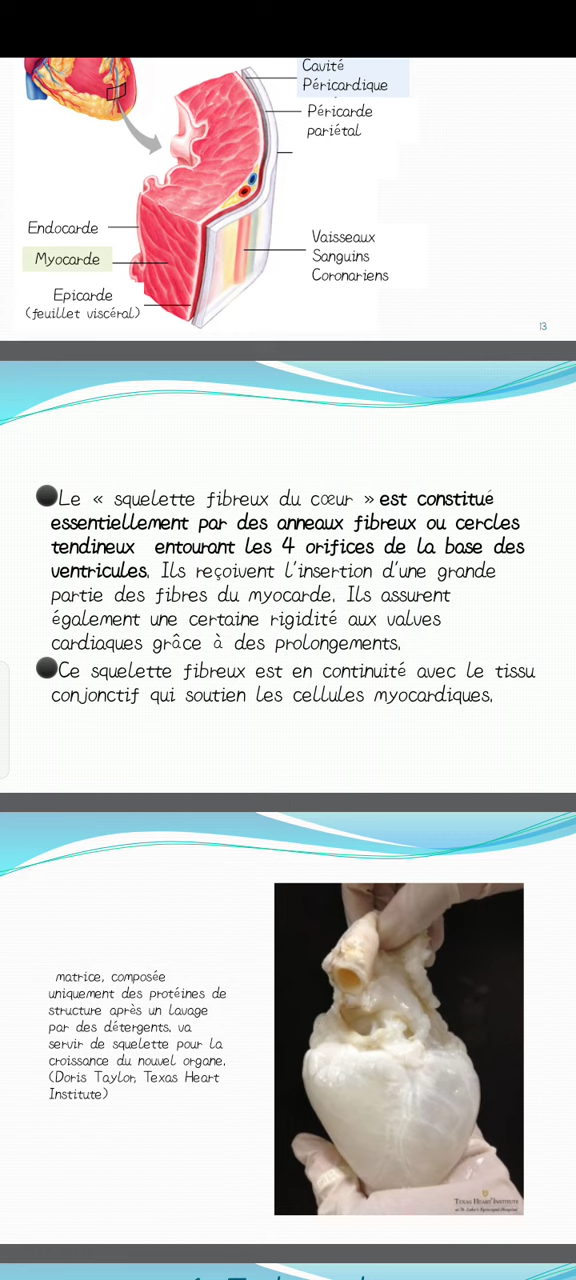 Cavité
Péricardique
Péricarde
pariétal
Endocarde
Myocarde
Epicarde
(feuillet viscéral)
Vaisseaux
Sanguins
Coronariens
13
Le « squelette fibreux du cœur » est constitué
essentiellement par des anneaux fibreux ou cercles
tendineux entourant les 4 orifices de la base des
ventricules. Ils reçoivent l'insertion d'une grande
partie des fibres du myocarde. Ils assurent
également une certaine rigidité aux valves
cardiaques grâce à des prolongements.
Ce squelette fibreux est en continuité avec le tissu
conjonctif qui soutien les cellules myocardiques.
matrice, composée
uniquement des protéines de
structure après un lavage
par des détergents, va
servir de squelette pour la
croissance du nouvel organe.
(Doris Taylor, Texas Heart
Institute)
TEXAS HEART INSTITUTE
at St. Luke's Episcopal Hospital